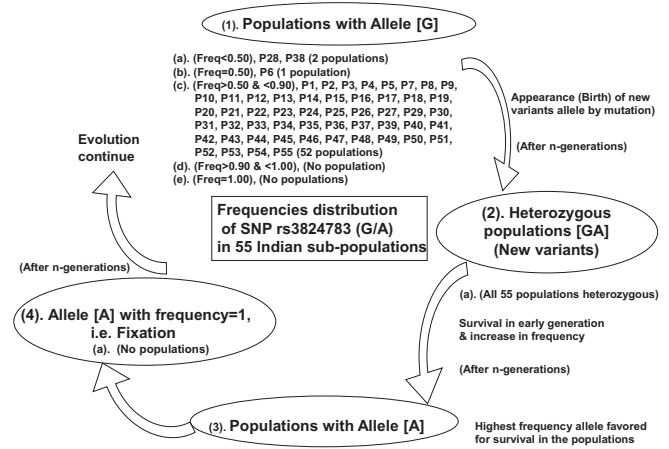 (1). Populations with Allele [G]
(a). (Freq<0.50), P28, P38 (2 populations)
(b). (Freq=0.50), P6 (1 population)
(c). (Freq>0.50 & <0.90), P1, P2, P3, P4, P5, P7, P8, P9,
P10, P11, P12, P13, P14, P15, P16, P17, P18, P19,
P20, P21, P22, P23, P24, P25, P26, P27, P29, P30,
P31, P32, P33, P34, P35, P36, P37, P39, P40, P41,
P42, P43, P44, P45, P46, P47, P48, P49, P50, P51,
P52, P53, P54, P55 (52 populations)
(d). (Freq>0.90 & <1.00), (No population)
(e). (Freq=1.00), (No populations)
Appearance (Birth) of new
variants allele by mutation)
(After n-generations)
Evolution
continue
Frequencies distribution
of SNP rs3824783 (G/A)
in 55 Indian sub-populations
(2). Heterozygous
populations [GA]
(New variants)
(After n-generations)
(a). (All 55 populations heterozygous)
(4). Allele [A] with frequency=1,
i.e. Fixation
(a). (No populations)
Survival in early generation
& increase in frequency
(After n-generations)
(3). Populations with Allele [A]
Highest frequency allele favored
for survival in the populations